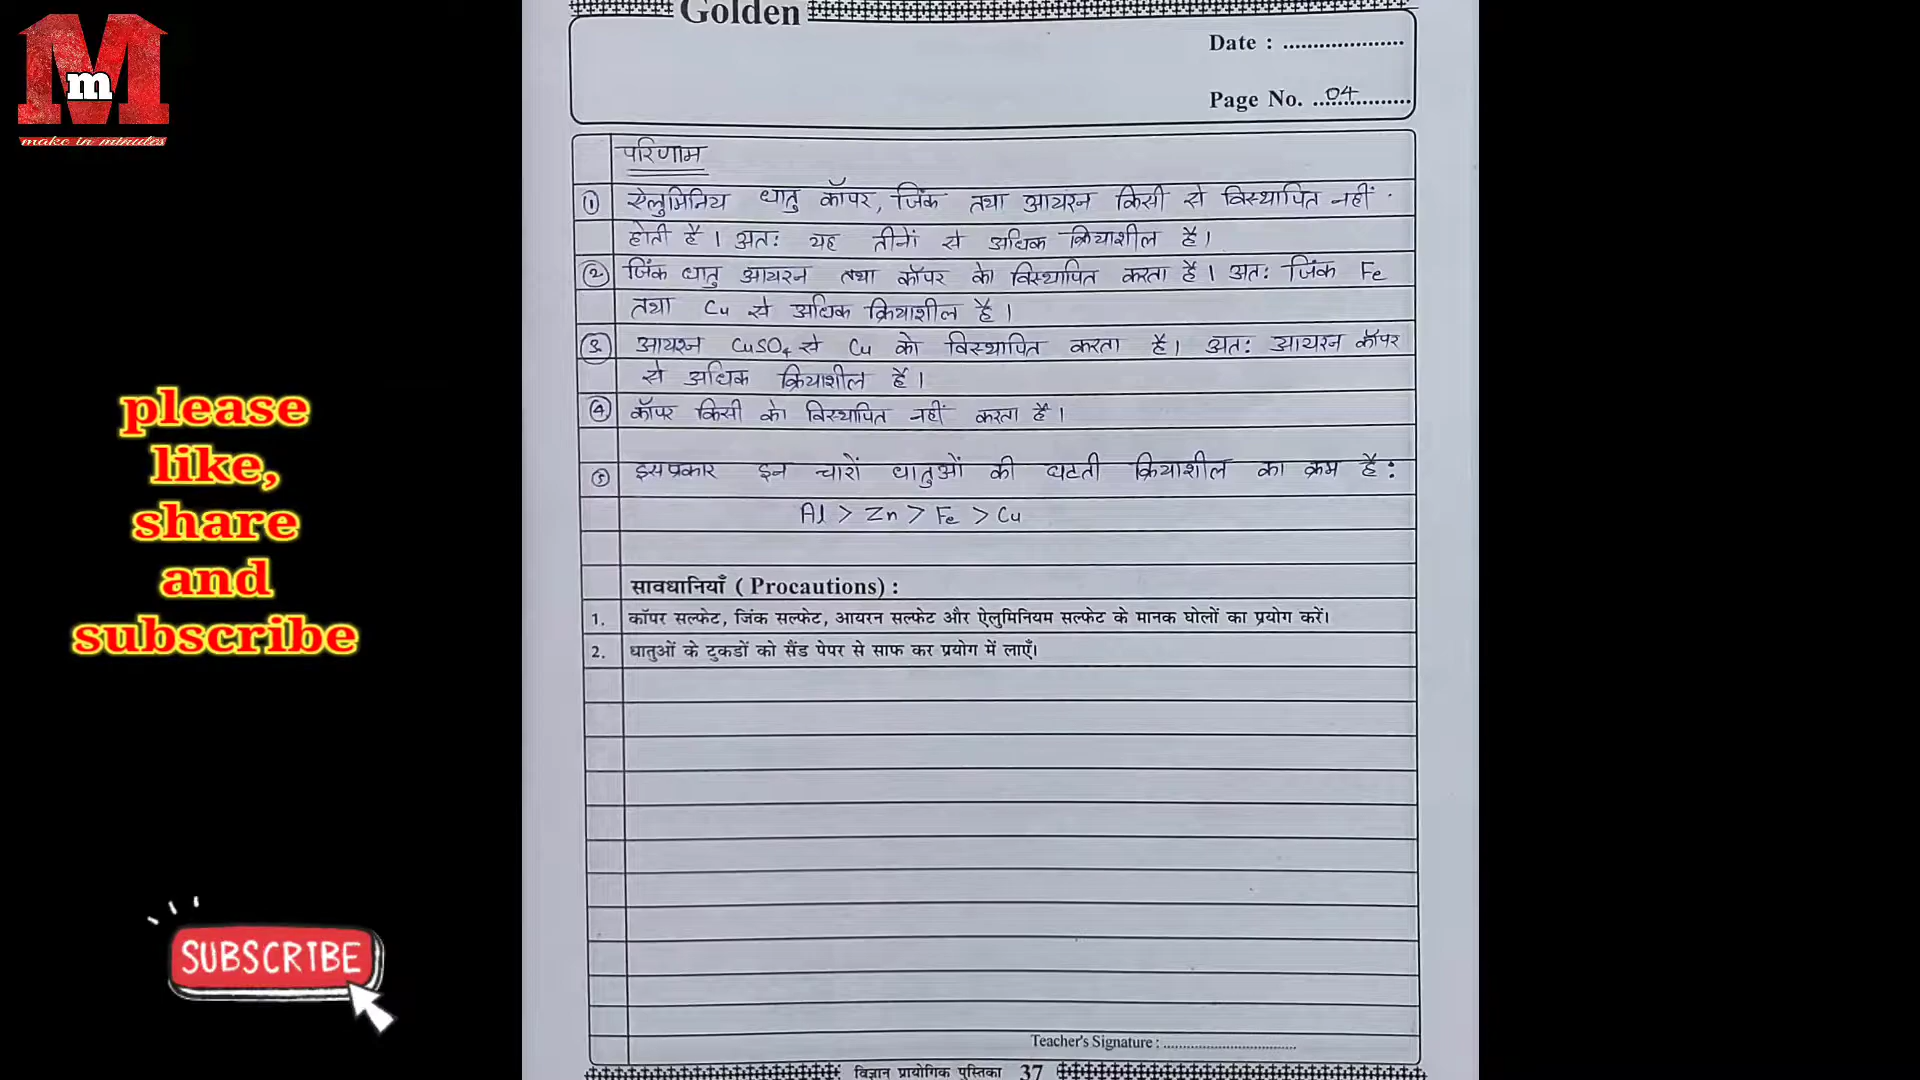 Golden
Date : ....................
Page No. ...04.............
M
m
make in minutes
please
like,
share
and
subscribe
SUBSCRIBE
परिणाम
① ऐलुमिनिय धातु कॉपर, जिंक तथा आयरन किसी से विस्थापित नहीं
होती है । अतः यह तीनों से अधिक क्रियाशील है।
② जिंक धातु आयरन तथा कॉपर को विस्थापित करता है । अतः जिंक Fe
तथा Cu से अधिक क्रियाशील है ।
③ आयरन CuSO₄ से Cu को विस्थापित करता है। अतः आयरन कॉपर
से अधिक क्रियाशील है ।
④ कॉपर किसी को विस्थापित नहीं करता है ।
⑤ इसप्रकार इन चारों धातुओं की घटती क्रियाशील का क्रम है :
Al > Zn > Fe > Cu
सावधानियाँ ( Procautions) :
1. कॉपर सल्फेट, जिंक सल्फेट, आयरन सल्फेट और ऐलुमिनियम सल्फेट के मानक घोलों का प्रयोग करें।
2. धातुओं के टुकडों को सैंड पेपर से साफ कर प्रयोग में लाएँ।
Teacher's Signature : ..................................
विज्ञान प्रायोगिक पुस्तिका 37